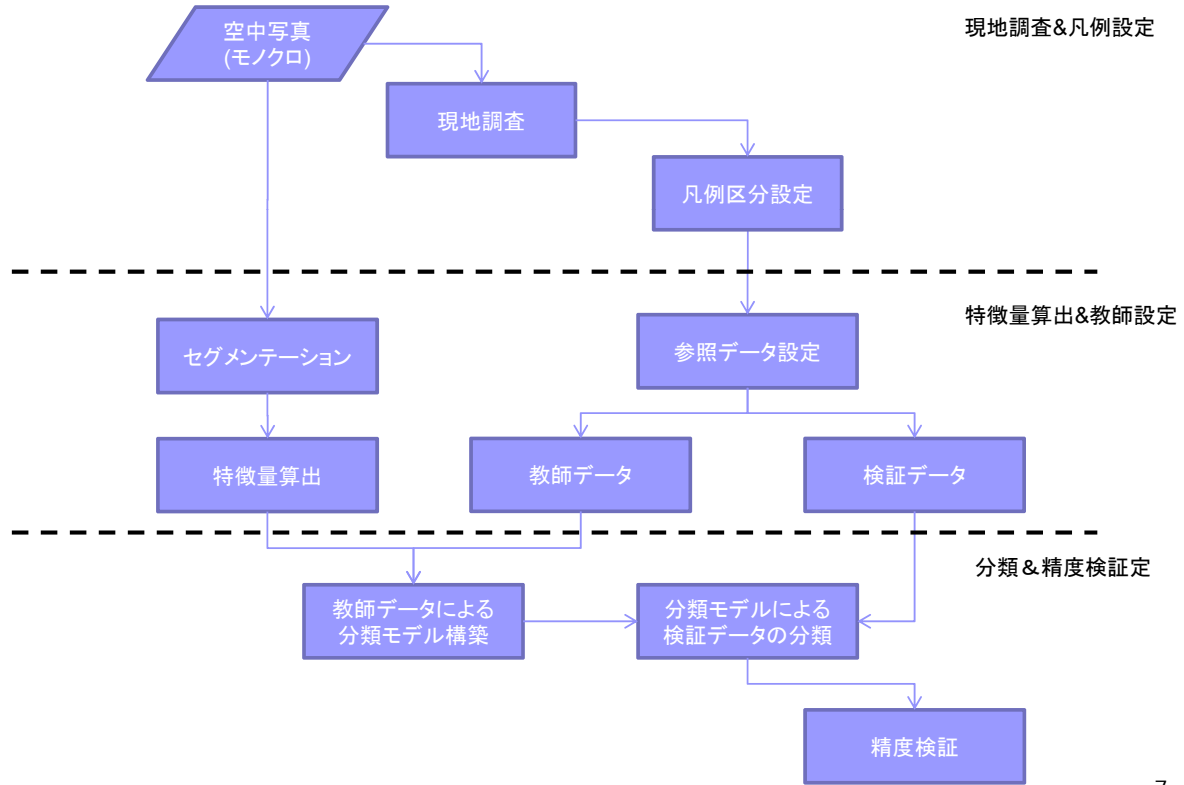 空中写真
(モノクロ)
現地調査&凡例設定
現地調査
凡例区分設定
特徴量算出&教師設定
セグメンテーション
参照データ設定
特徴量算出
教師データ
検証データ
分類＆精度検証定
教師データによる
分類モデル構築
分類モデルによる
検証データの分類
精度検証